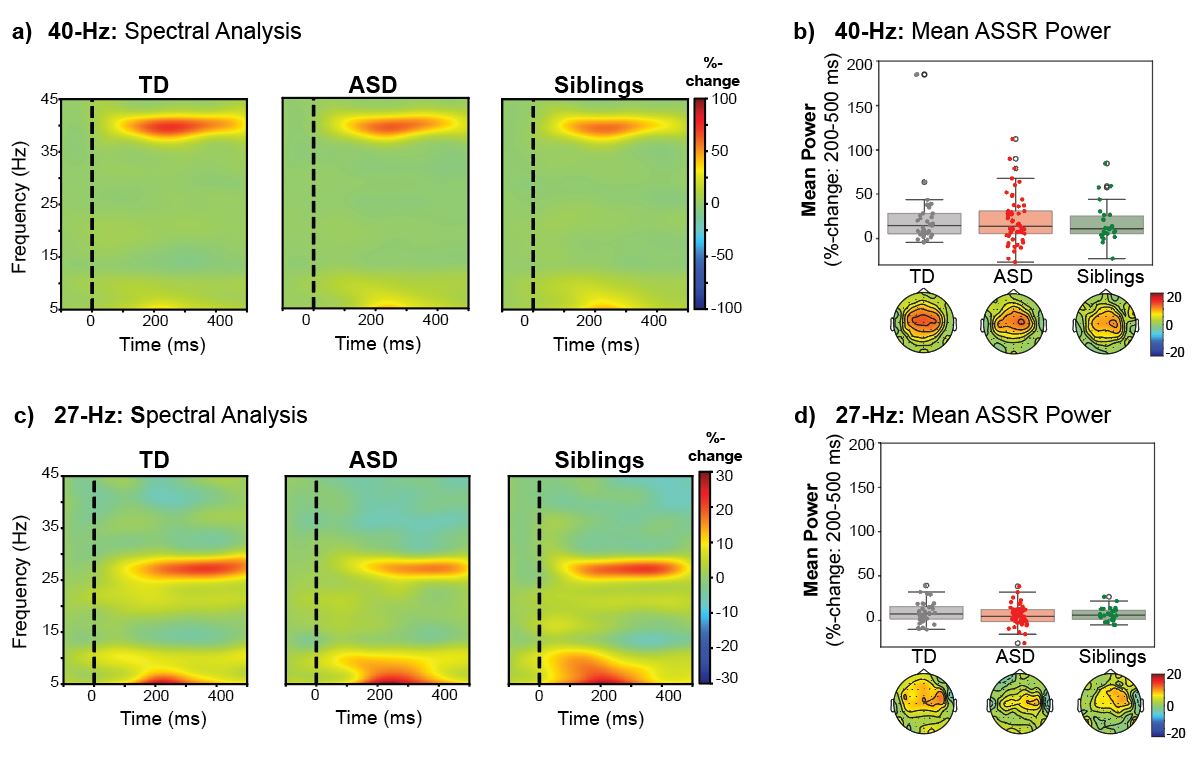 a) 40-Hz: Spectral Analysis
TD
ASD
Siblings
%-
change
45
35
25
15
5
Frequency (Hz)
0 200 400
0 200 400
0 200 400
Time (ms)
Time (ms)
Time (ms)
100
50
0
-50
-100
b) 40-Hz: Mean ASSR Power
Mean Power
(%-change: 200-500 ms)
200
150
100
50
0
TD
ASD
Siblings
20
0
-20
c) 27-Hz: Spectral Analysis
TD
ASD
Siblings
%-
change
45
35
25
15
5
Frequency (Hz)
0 200 400
0 200 400
0 200 400
Time (ms)
Time (ms)
Time (ms)
30
20
10
0
-10
-20
-30
d) 27-Hz: Mean ASSR Power
Mean Power
(%-change: 200-500 ms)
200
150
100
50
0
TD
ASD
Siblings
20
0
-20